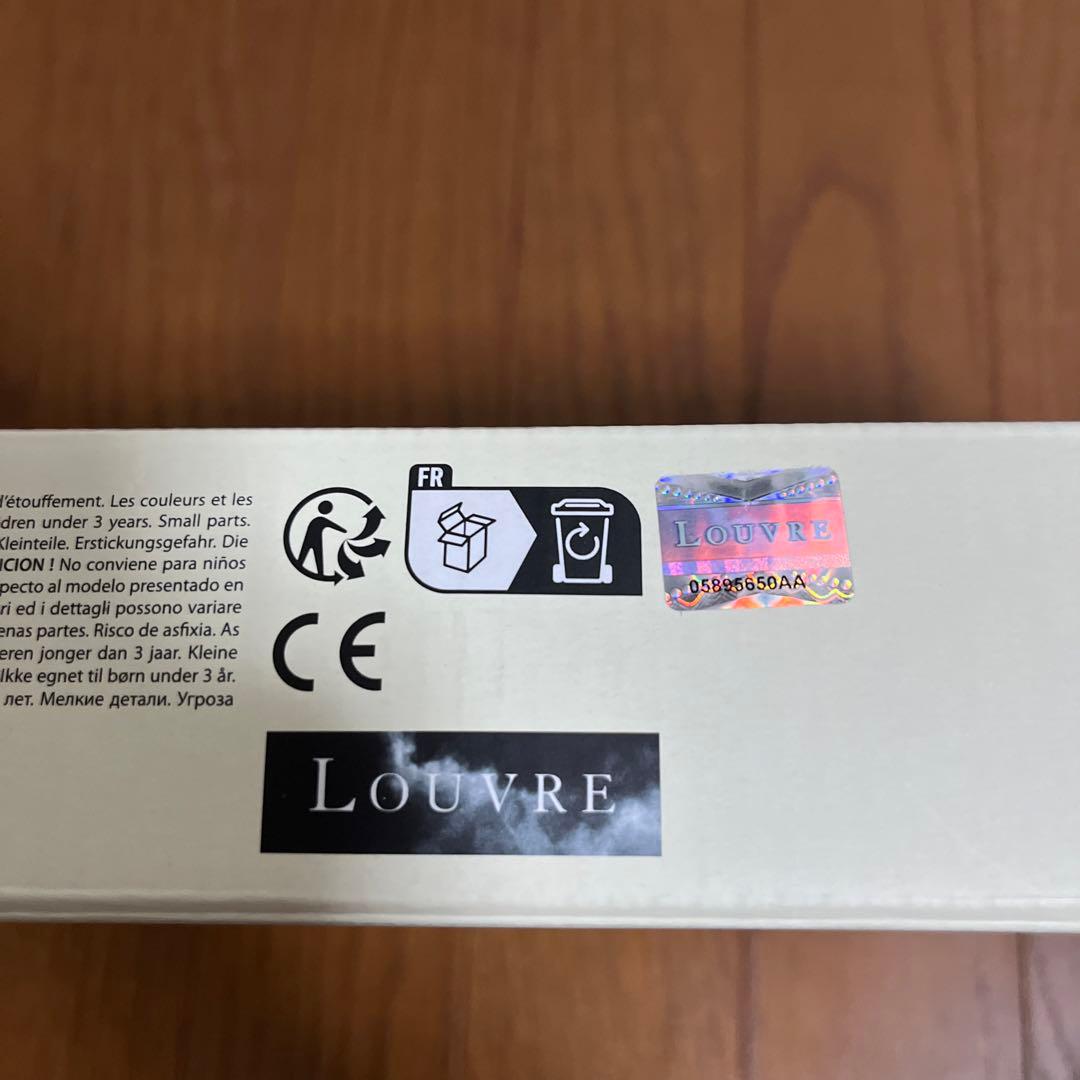 d'étouffement. Les couleurs et les
dren under 3 years. Small parts.
Kleinteile. Erstickungsgefahr. Die
ICION ! No conviene para niños
specto al modelo presentado en
ri ed i dettagli possono variare
enas partes. Risco de asfixia. As
eren jonger dan 3 jaar. Kleine
Ikke egnet til børn under 3 år.
лет. Мелкие детали. Угроза
FR
LOUVRE
05895650AA
CE
LOUVRE